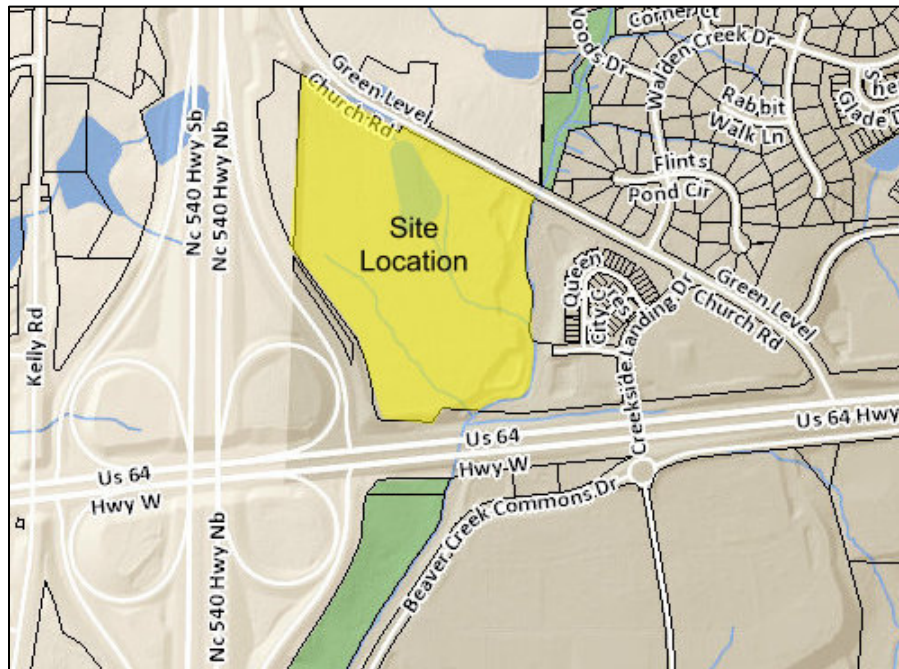 Corner Ct
Woods Dr
Walden Creek Dr
Green Level
Church Rd
Rabbit
Walk Ln
Glade
Flints
Pond Cir
Nc 540 Hwy Sb
Nc 540 Hwy Nb
Kelly Rd
Site
Location
Queen
City
Crest
Creekside Landing Dr
Green Level
Church Rd
Us 64
Hwy W
Us 64
Hwy W
Us 64 Hwy
Beaver Creek Commons Dr
Nc 540 Hwy Nb